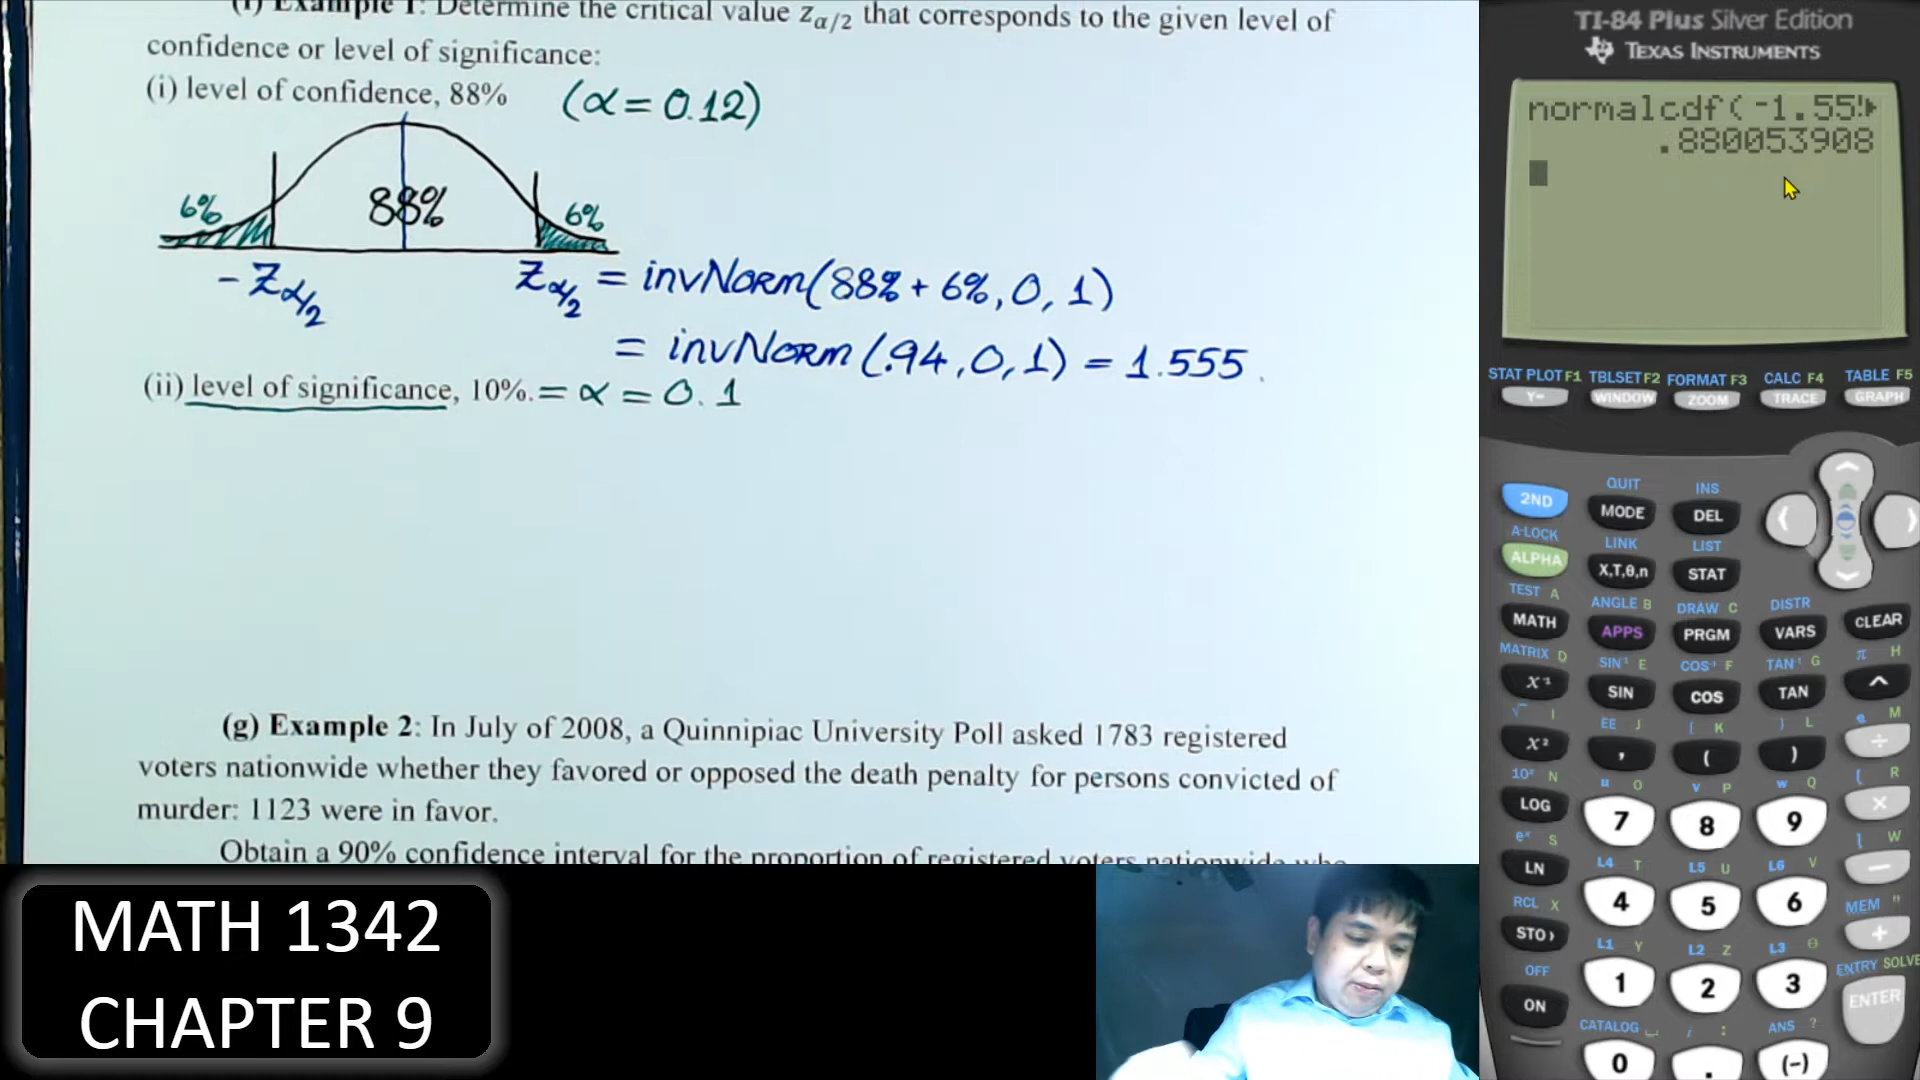 (f) Example 1: Determine the critical value zα/2 that corresponds to the given level of
confidence or level of significance:
(i) level of confidence, 88% (α = 0.12)
6% 88% 6%
-Zα/2 Zα/2 = invNorm(88% + 6%, 0, 1)
= invNorm(.94, 0, 1) = 1.555.
(ii) level of significance, 10%. = α = 0.1
(g) Example 2: In July of 2008, a Quinnipiac University Poll asked 1783 registered
voters nationwide whether they favored or opposed the death penalty for persons convicted of
murder: 1123 were in favor.
Obtain a 90% confidence interval for the proportion of registered voters nationwide who
MATH 1342
CHAPTER 9
TI-84 Plus Silver Edition
TEXAS INSTRUMENTS
normalcdf(-1.55
.880053908
STAT PLOT F1 TBLSET F2 FORMAT F3 CALC F4 TABLE F5
Y= WINDOW ZOOM TRACE GRAPH
QUIT INS
2ND MODE DEL
A-LOCK LINK LIST
ALPHA X,T,θ,n STAT
TEST A ANGLE B DRAW C DISTR
MATH APPS PRGM VARS CLEAR
MATRIX D SIN⁻¹ E COS⁻¹ F TAN⁻¹ G π H
x⁻¹ SIN COS TAN ^
√ I EE J { K } L e M
x² , ( ) ÷
10ˣ N u O v P w Q [ R
LOG 7 8 9 ×
eˣ S L4 T L5 U L6 V ] W
LN 4 5 6 −
RCL X L1 Y L2 Z L3 θ MEM "
STO› 1 2 3 +
OFF CATALOG ⎵ i : ANS ? ENTRY SOLVE
ON 0 . (-) ENTER